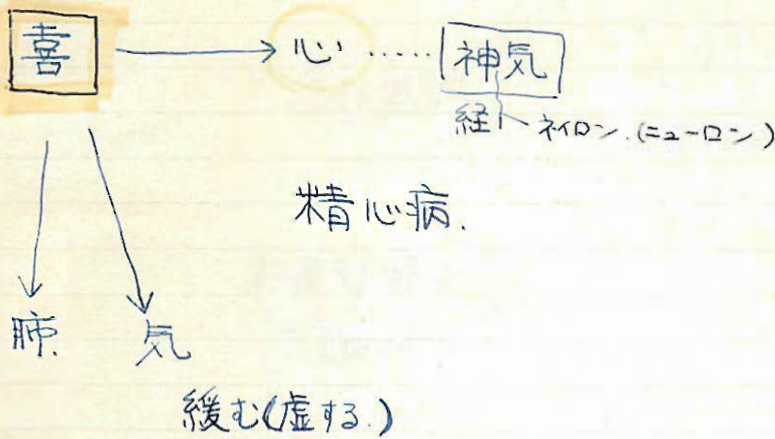 喜 → 心 ····· 神気
経 ネイロン.(ニューロン)
精心病.
肺. 気
緩む(虚する.)